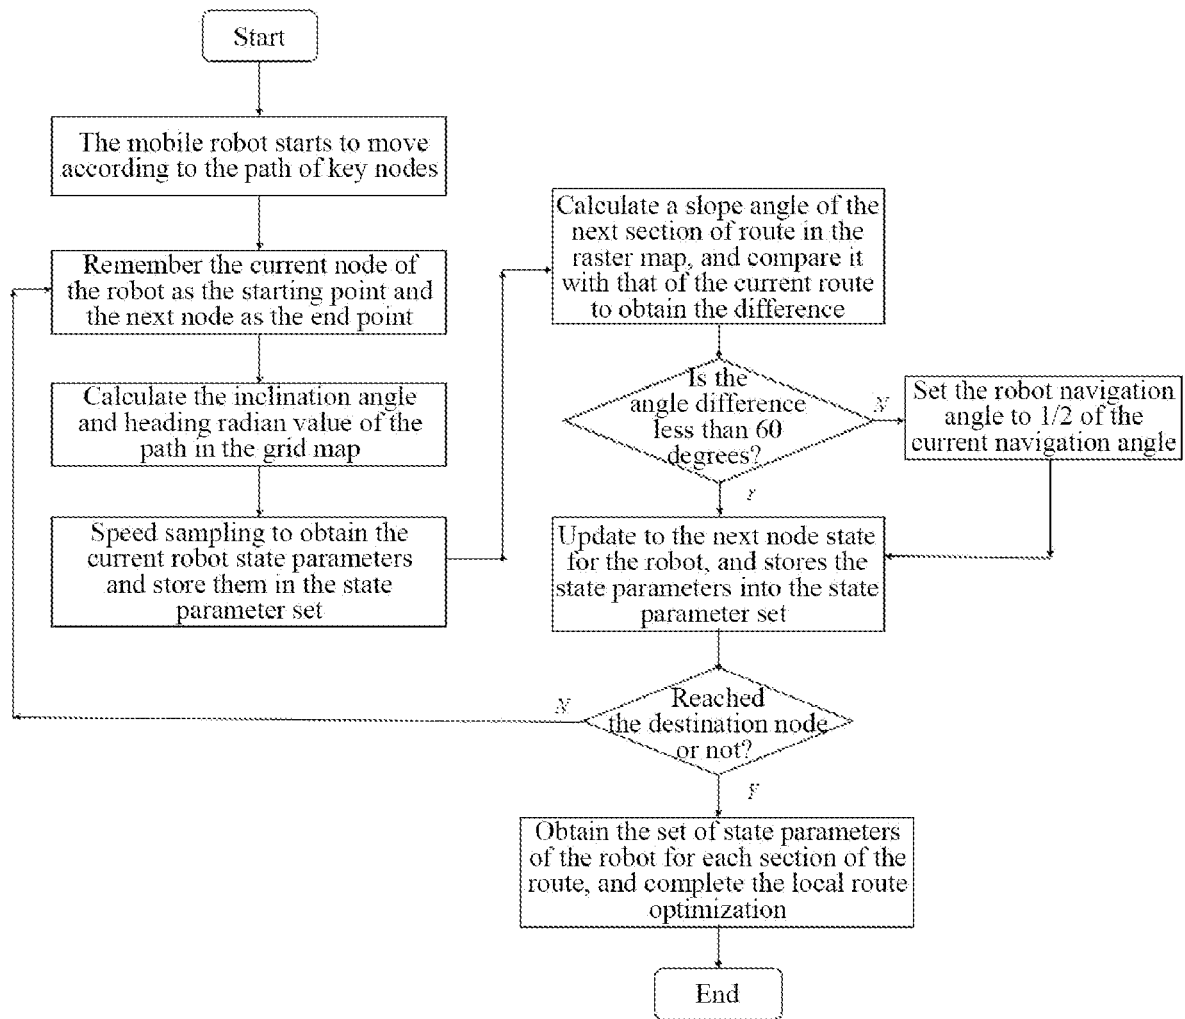 Start
The mobile robot starts to move
according to the path of key nodes
Remember the current node of
the robot as the starting point and
the next node as the end point
Calculate the inclination angle
and heading radian value of the
path in the grid map
Speed sampling to obtain the
current robot state parameters
and store them in the state
parameter set
Calculate a slope angle of the
next section of route in the
raster map, and compare it
with that of the current route
to obtain the difference
Is the
angle difference
less than 60
degrees?
N
Set the robot navigation
angle to 1/2 of the
current navigation angle
Y
Update to the next node state
for the robot, and stores the
state parameters into the state
parameter set
Reached
the destination node
or not?
N
Y
Obtain the set of state parameters
of the robot for each section of the
route, and complete the local route
optimization
End